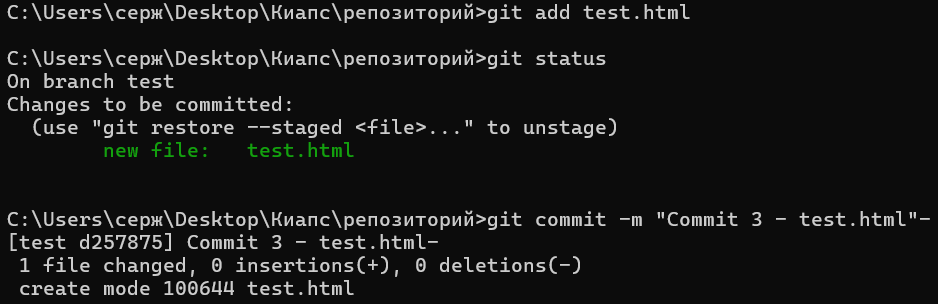 C:\Users\серж\Desktop\Киапс\репозиторий>git add test.html
C:\Users\серж\Desktop\Киапс\репозиторий>git status
On branch test
Changes to be committed:
  (use "git restore --staged <file>..." to unstage)
        new file:   test.html
C:\Users\серж\Desktop\Киапс\репозиторий>git commit -m "Commit 3 - test.html"-
[test d257875] Commit 3 - test.html-
 1 file changed, 0 insertions(+), 0 deletions(-)
 create mode 100644 test.html